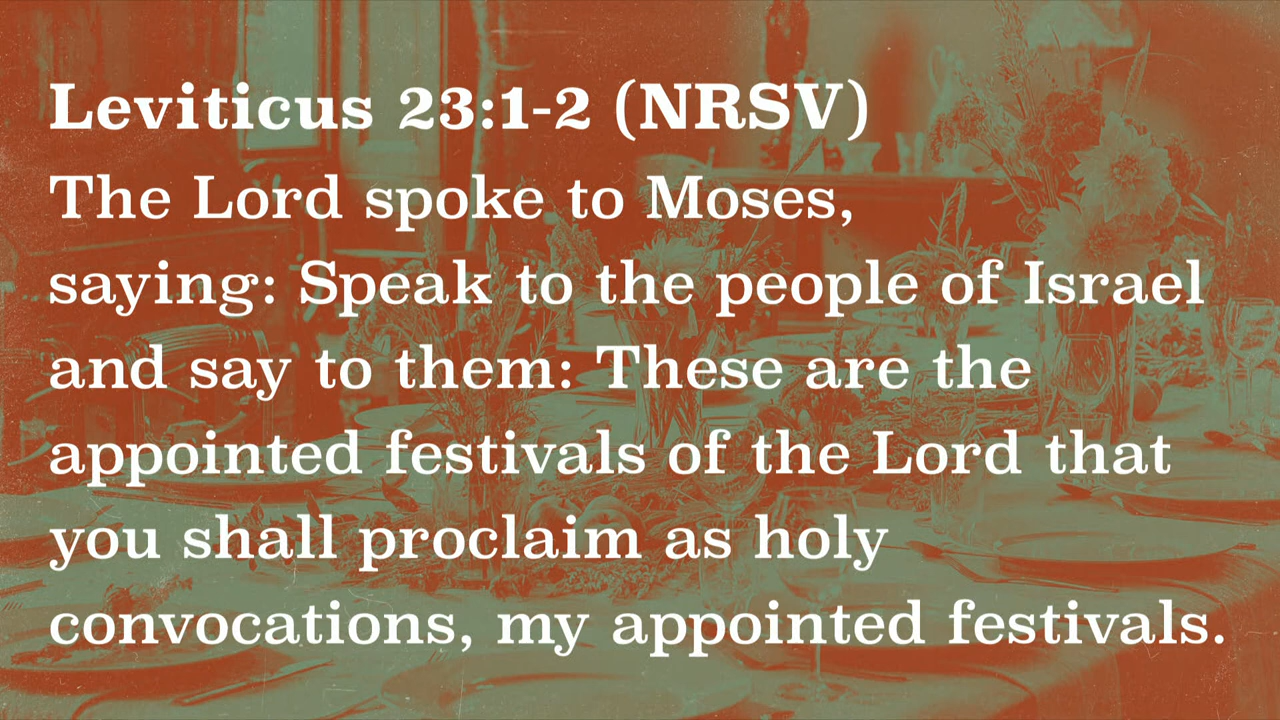 Leviticus 23:1-2 (NRSV)
The Lord spoke to Moses,
saying: Speak to the people of Israel
and say to them: These are the
appointed festivals of the Lord that
you shall proclaim as holy
convocations, my appointed festivals.